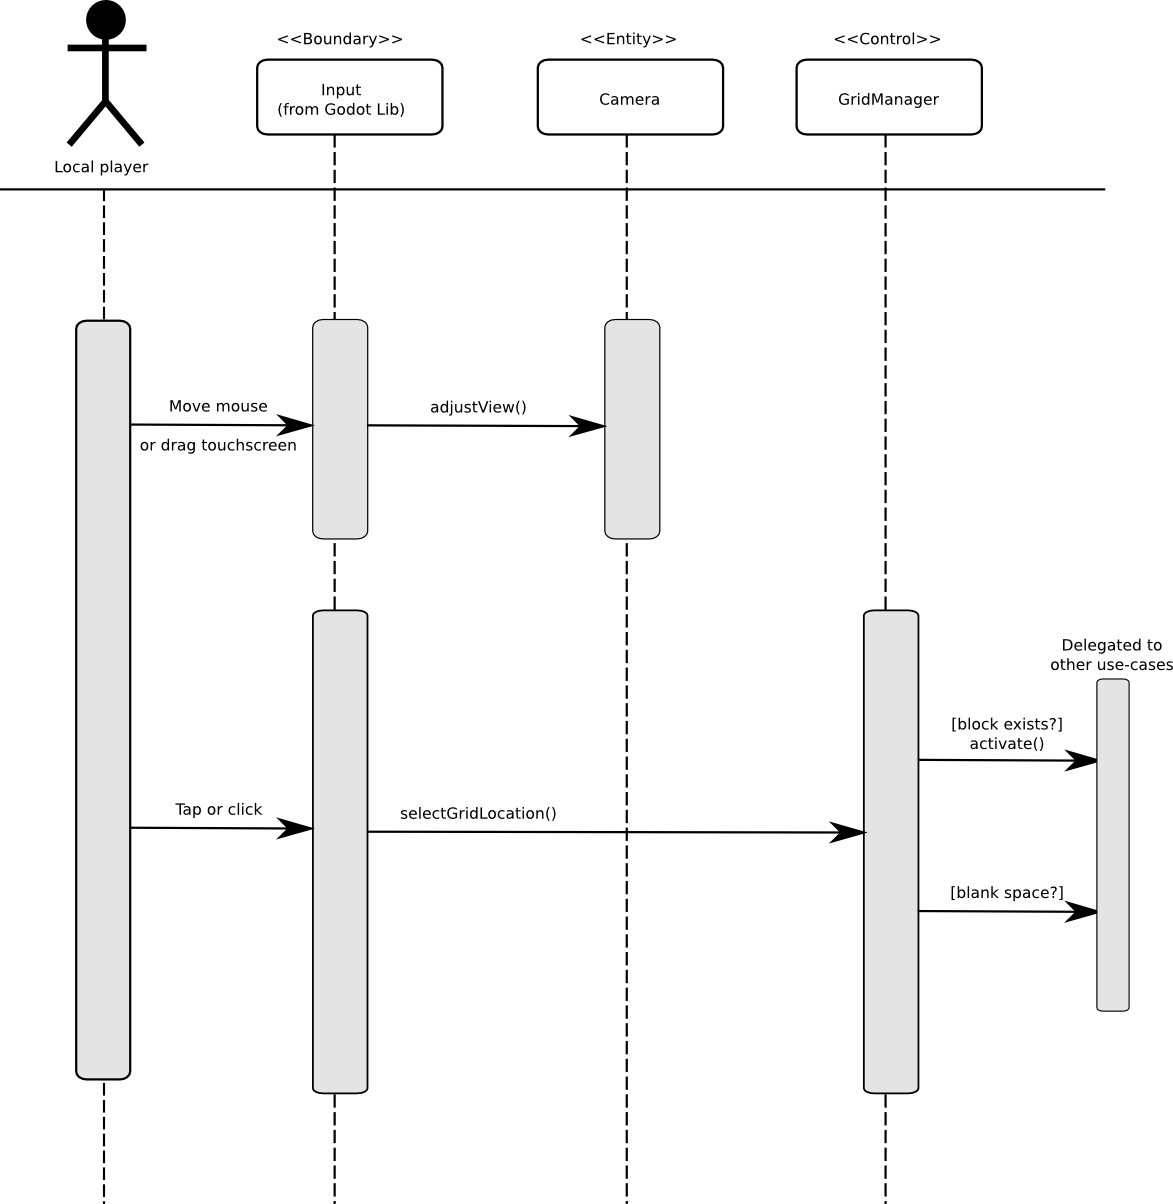 <<Boundary>>
<<Entity>>
<<Control>>
Input
(from Godot Lib)
Camera
GridManager
Local player
Move mouse
or drag touchscreen
adjustView()
Delegated to
other use-cases
[block exists?]
activate()
Tap or click
selectGridLocation()
[blank space?]